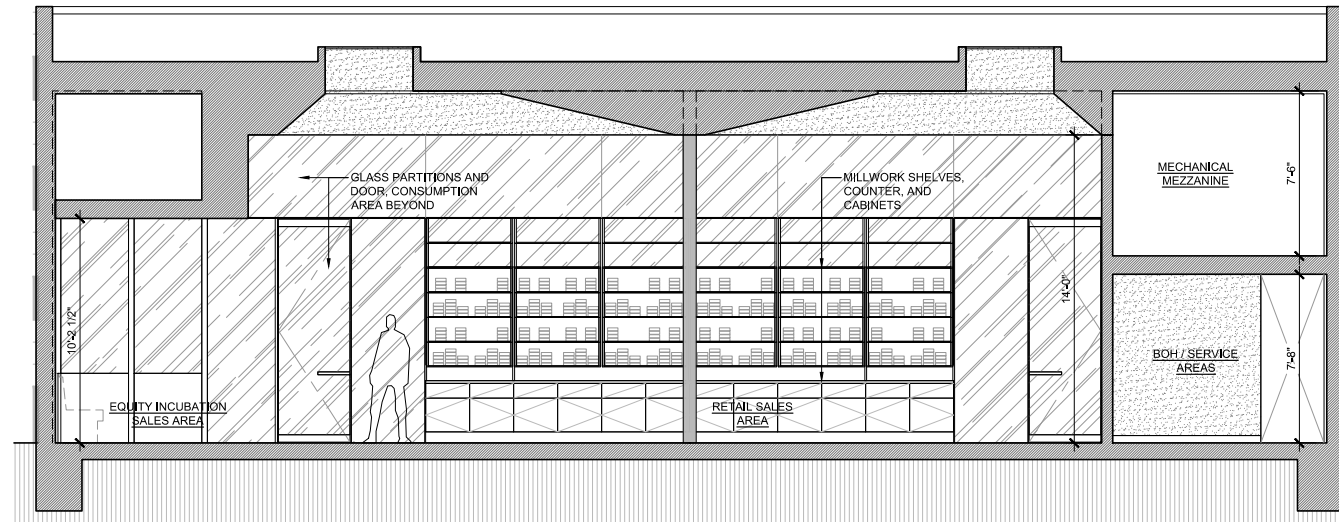 GLASS PARTITIONS AND
DOOR, CONSUMPTION
AREA BEYOND
MILLWORK SHELVES,
COUNTER, AND
CABINETS
MECHANICAL
MEZZANINE
7'-6"
10'-2 1/2"
14'-0"
7'-8"
BOH / SERVICE
AREAS
EQUITY INCUBATION
SALES AREA
RETAIL SALES
AREA